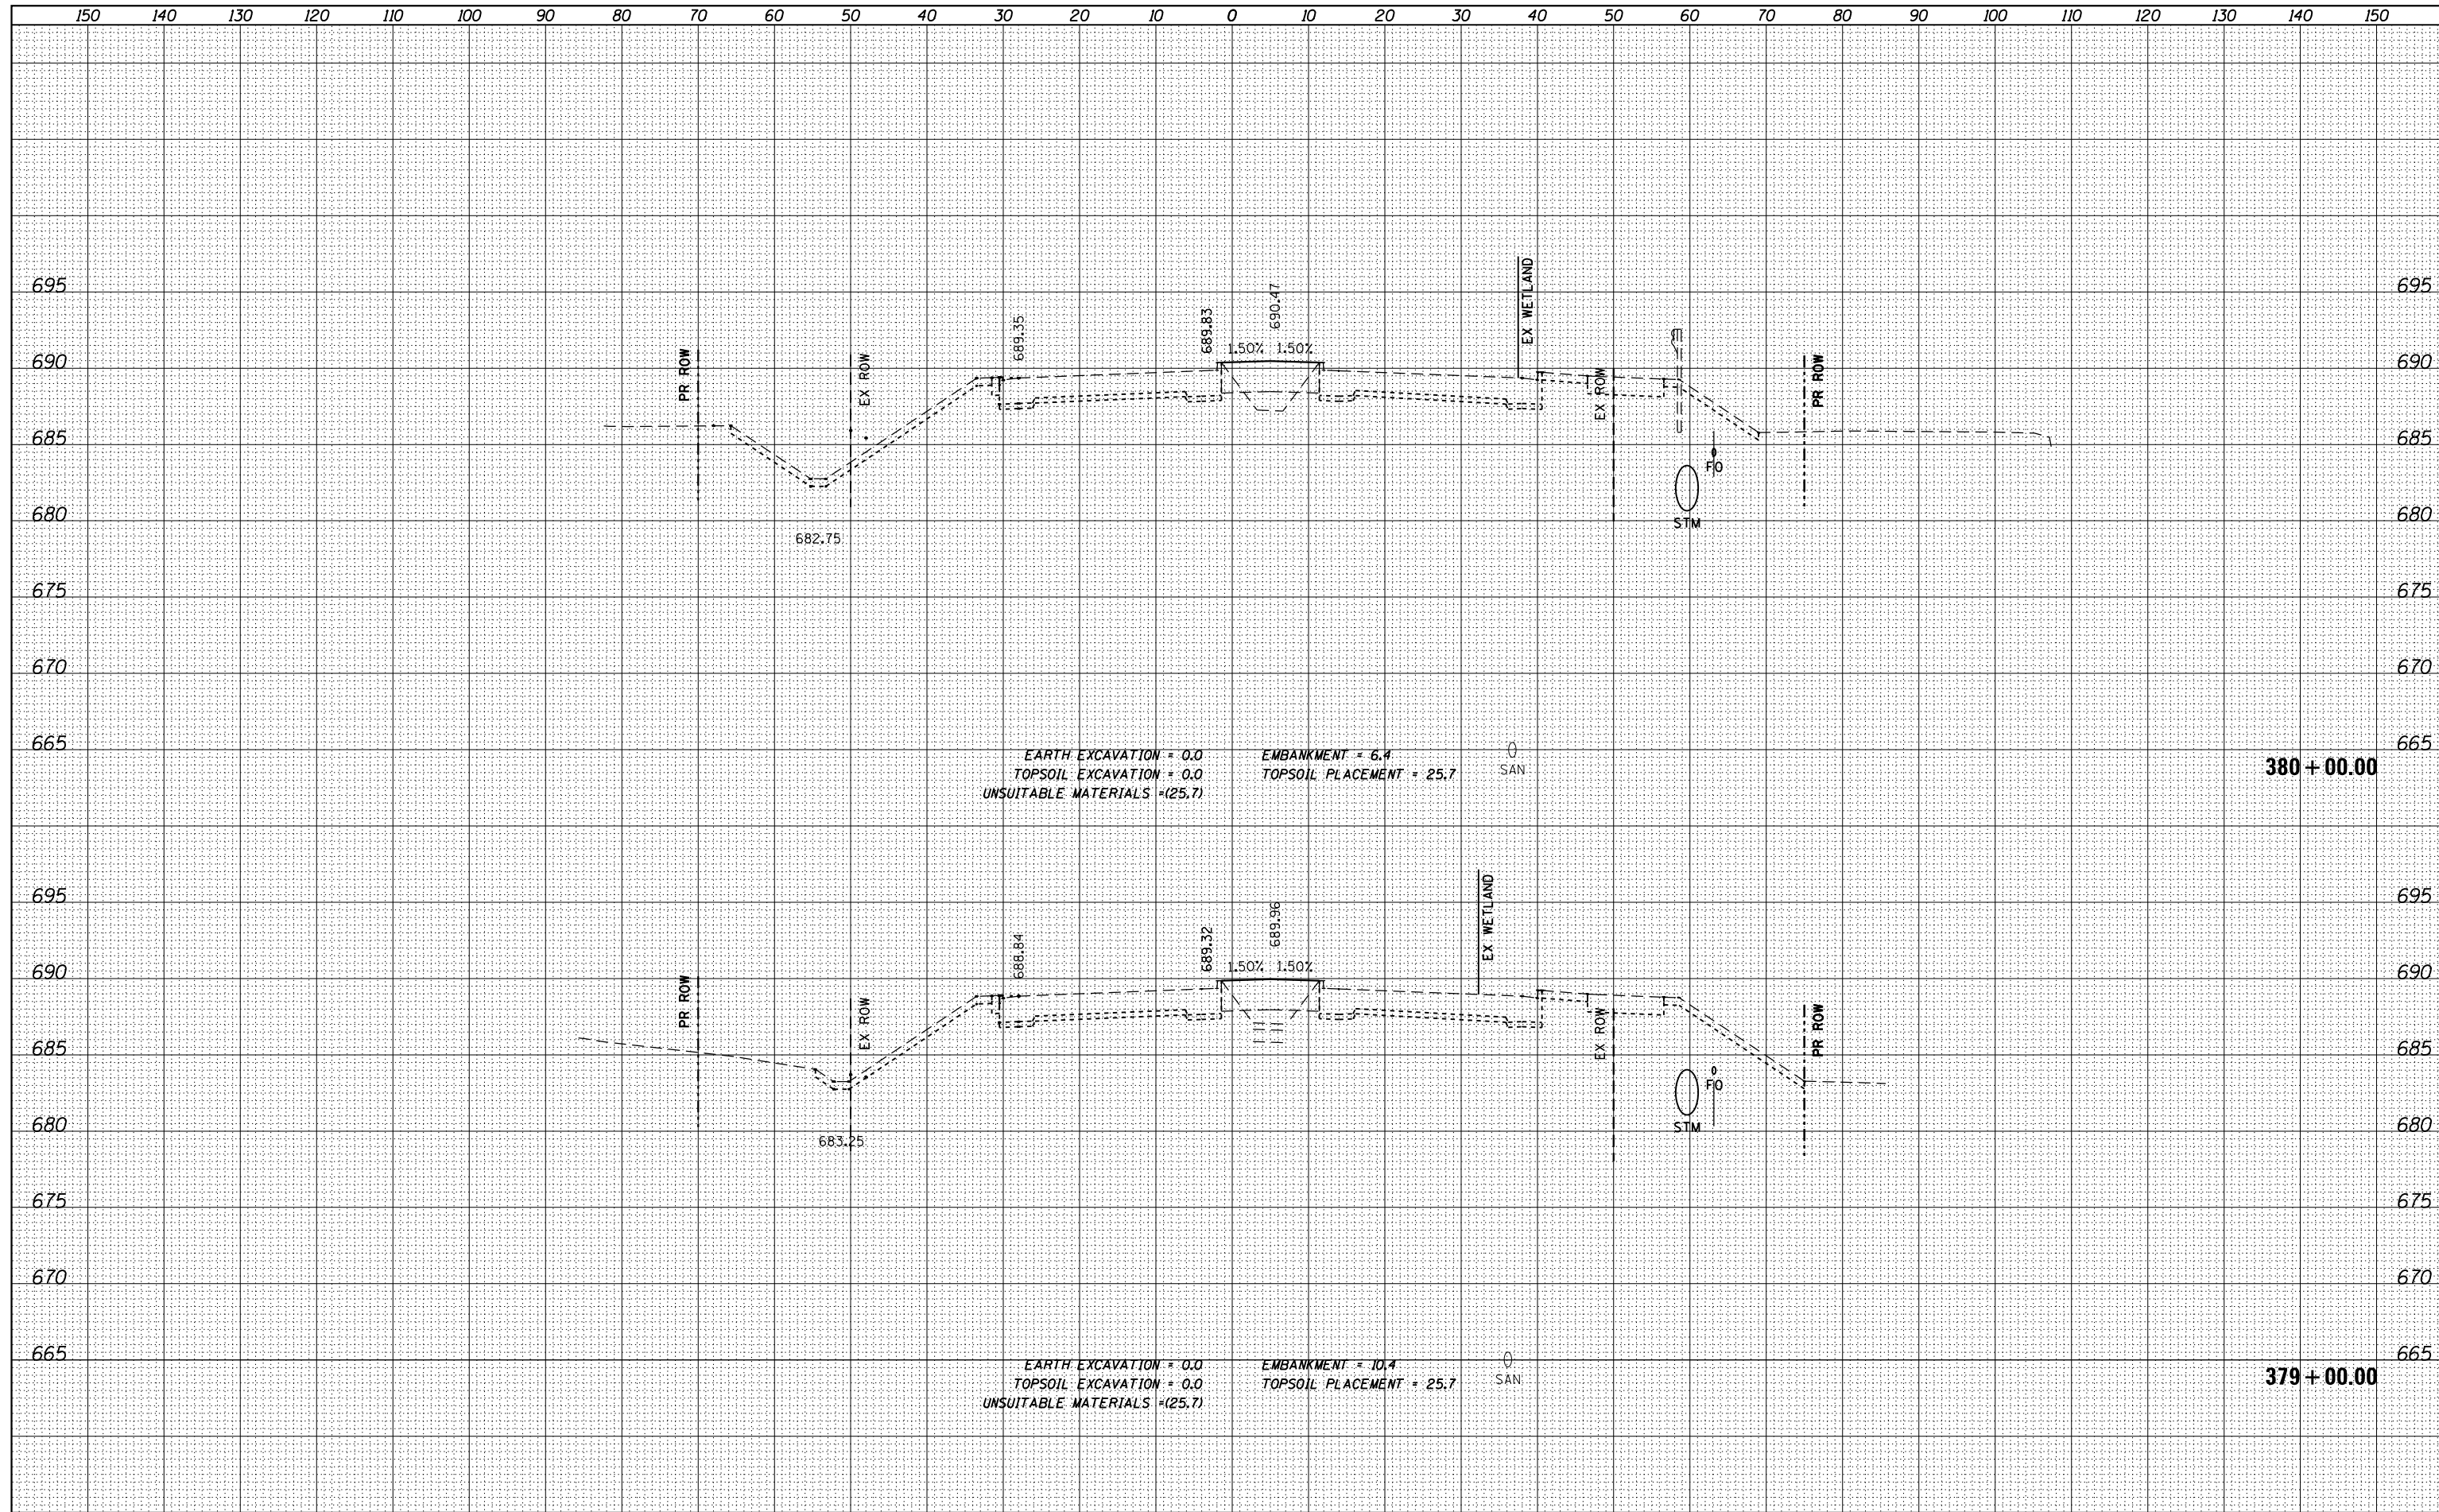 150 140 130 120 110 100 90 80 70 60 50 40 30 20 10 0 10 20 30 40 50 60 70 80 90 100 110 120 130 140 150
695 695
690 690
685 685
680 680
675 675
670 670
665 665
PR ROW
EX ROW
689.35
689.83
690.47
1.50% 1.50%
EX WETLAND
EX ROW
PR ROW
FO
STM
682.75
EARTH EXCAVATION = 0.0 EMBANKMENT = 6.4
TOPSOIL EXCAVATION = 0.0 TOPSOIL PLACEMENT = 25.7
UNSUITABLE MATERIALS =(25.7)
SAN
380+00.00
695 695
690 690
685 685
680 680
675 675
670 670
665 665
PR ROW
EX ROW
688.84
689.32
689.96
1.50% 1.50%
EX WETLAND
EX ROW
PR ROW
FO
STM
683.25
EARTH EXCAVATION = 0.0 EMBANKMENT = 10.4
TOPSOIL EXCAVATION = 0.0 TOPSOIL PLACEMENT = 25.7
UNSUITABLE MATERIALS =(25.7)
SAN
379+00.00